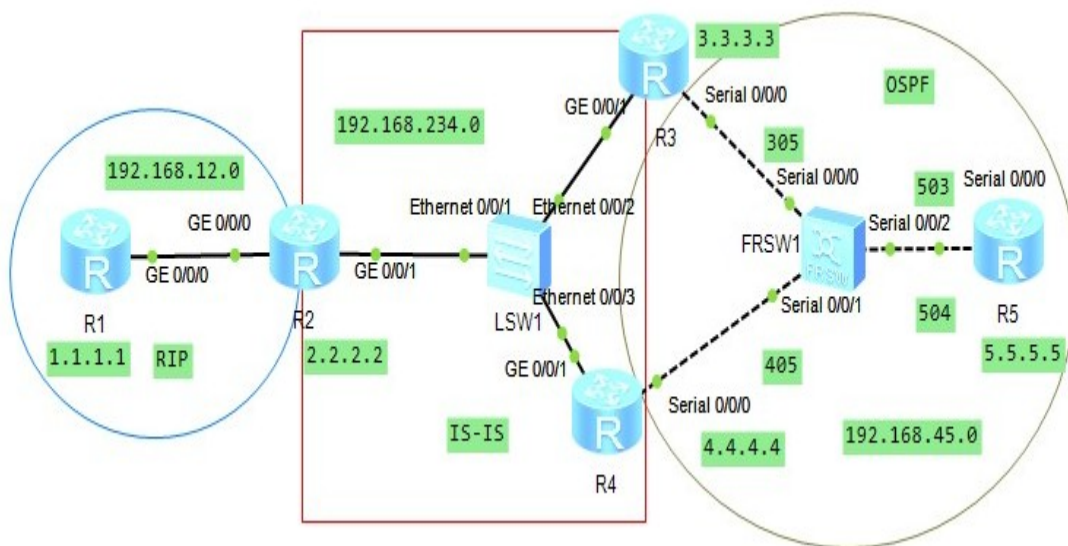 3.3.3.3
OSPF
GE 0/0/1
Serial 0/0/0
R
R3
192.168.234.0
305
192.168.12.0
Serial 0/0/0
503
Serial 0/0/0
Ethernet 0/0/1
Ethernet 0/0/2
GE 0/0/0
Serial 0/0/2
FRSW1
R
GE 0/0/0
R
GE 0/0/1
R
Ethernet 0/0/3
Serial 0/0/1
R1
R2
LSW1
504
R5
1.1.1.1
RIP
2.2.2.2
GE 0/0/1
405
5.5.5.5
Serial 0/0/0
IS-IS
R
4.4.4.4
192.168.45.0
R4